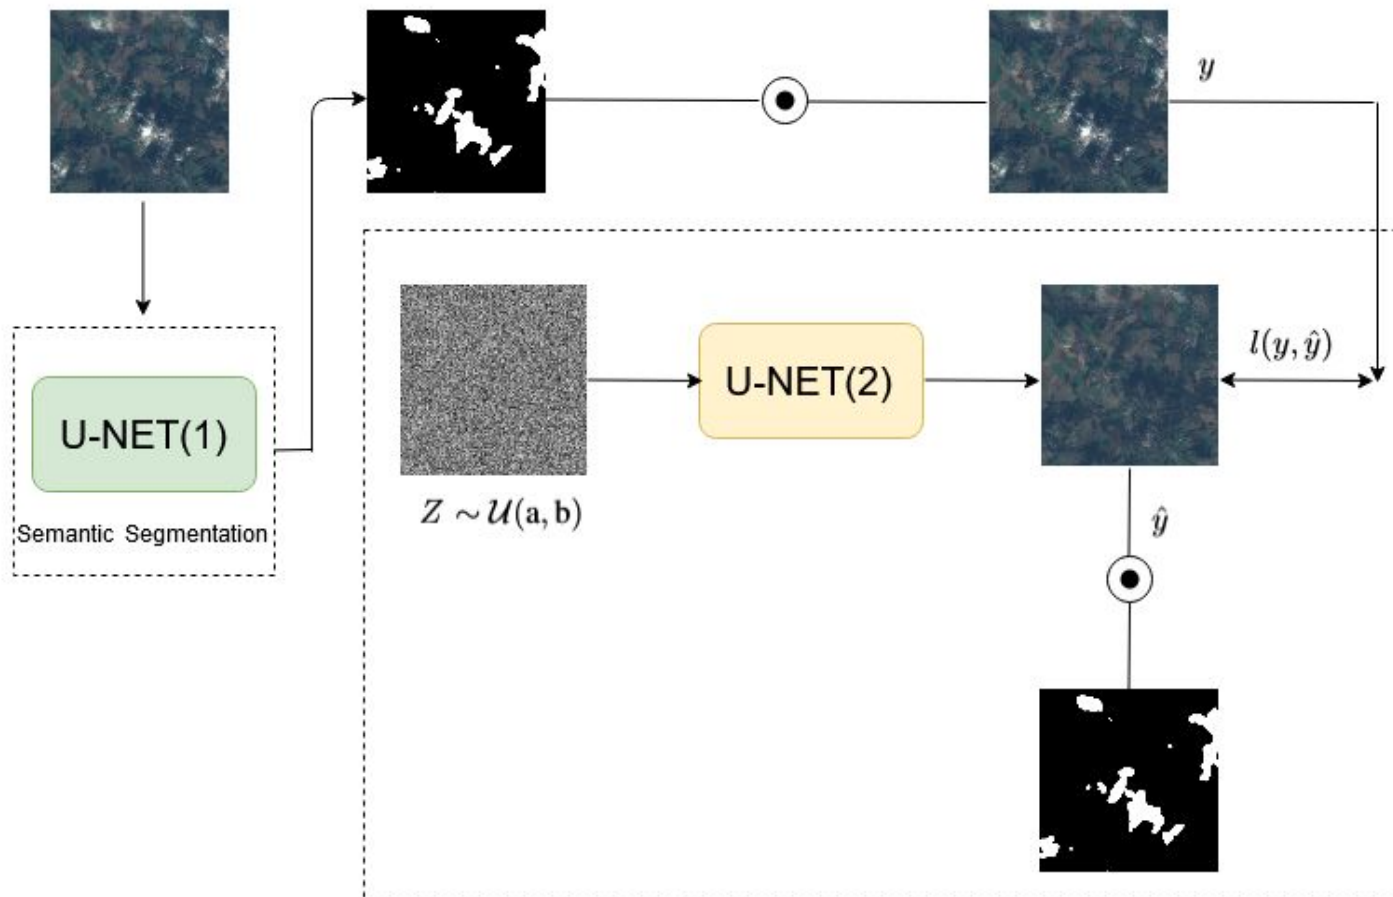 y
l(y, ŷ)
U-NET(1)
U-NET(2)
Semantic Segmentation
Z ∼ 𝒰(a, b)
ŷ